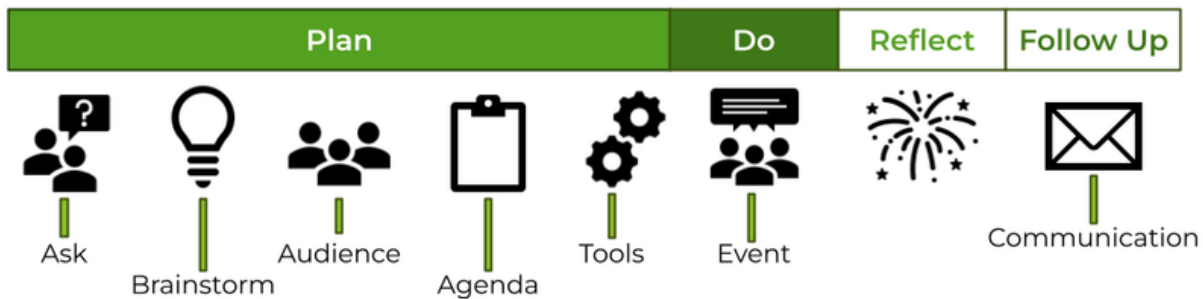 Plan
Do
Reflect
Follow Up
?
Ask
Brainstorm
Audience
Agenda
Tools
Event
Communication